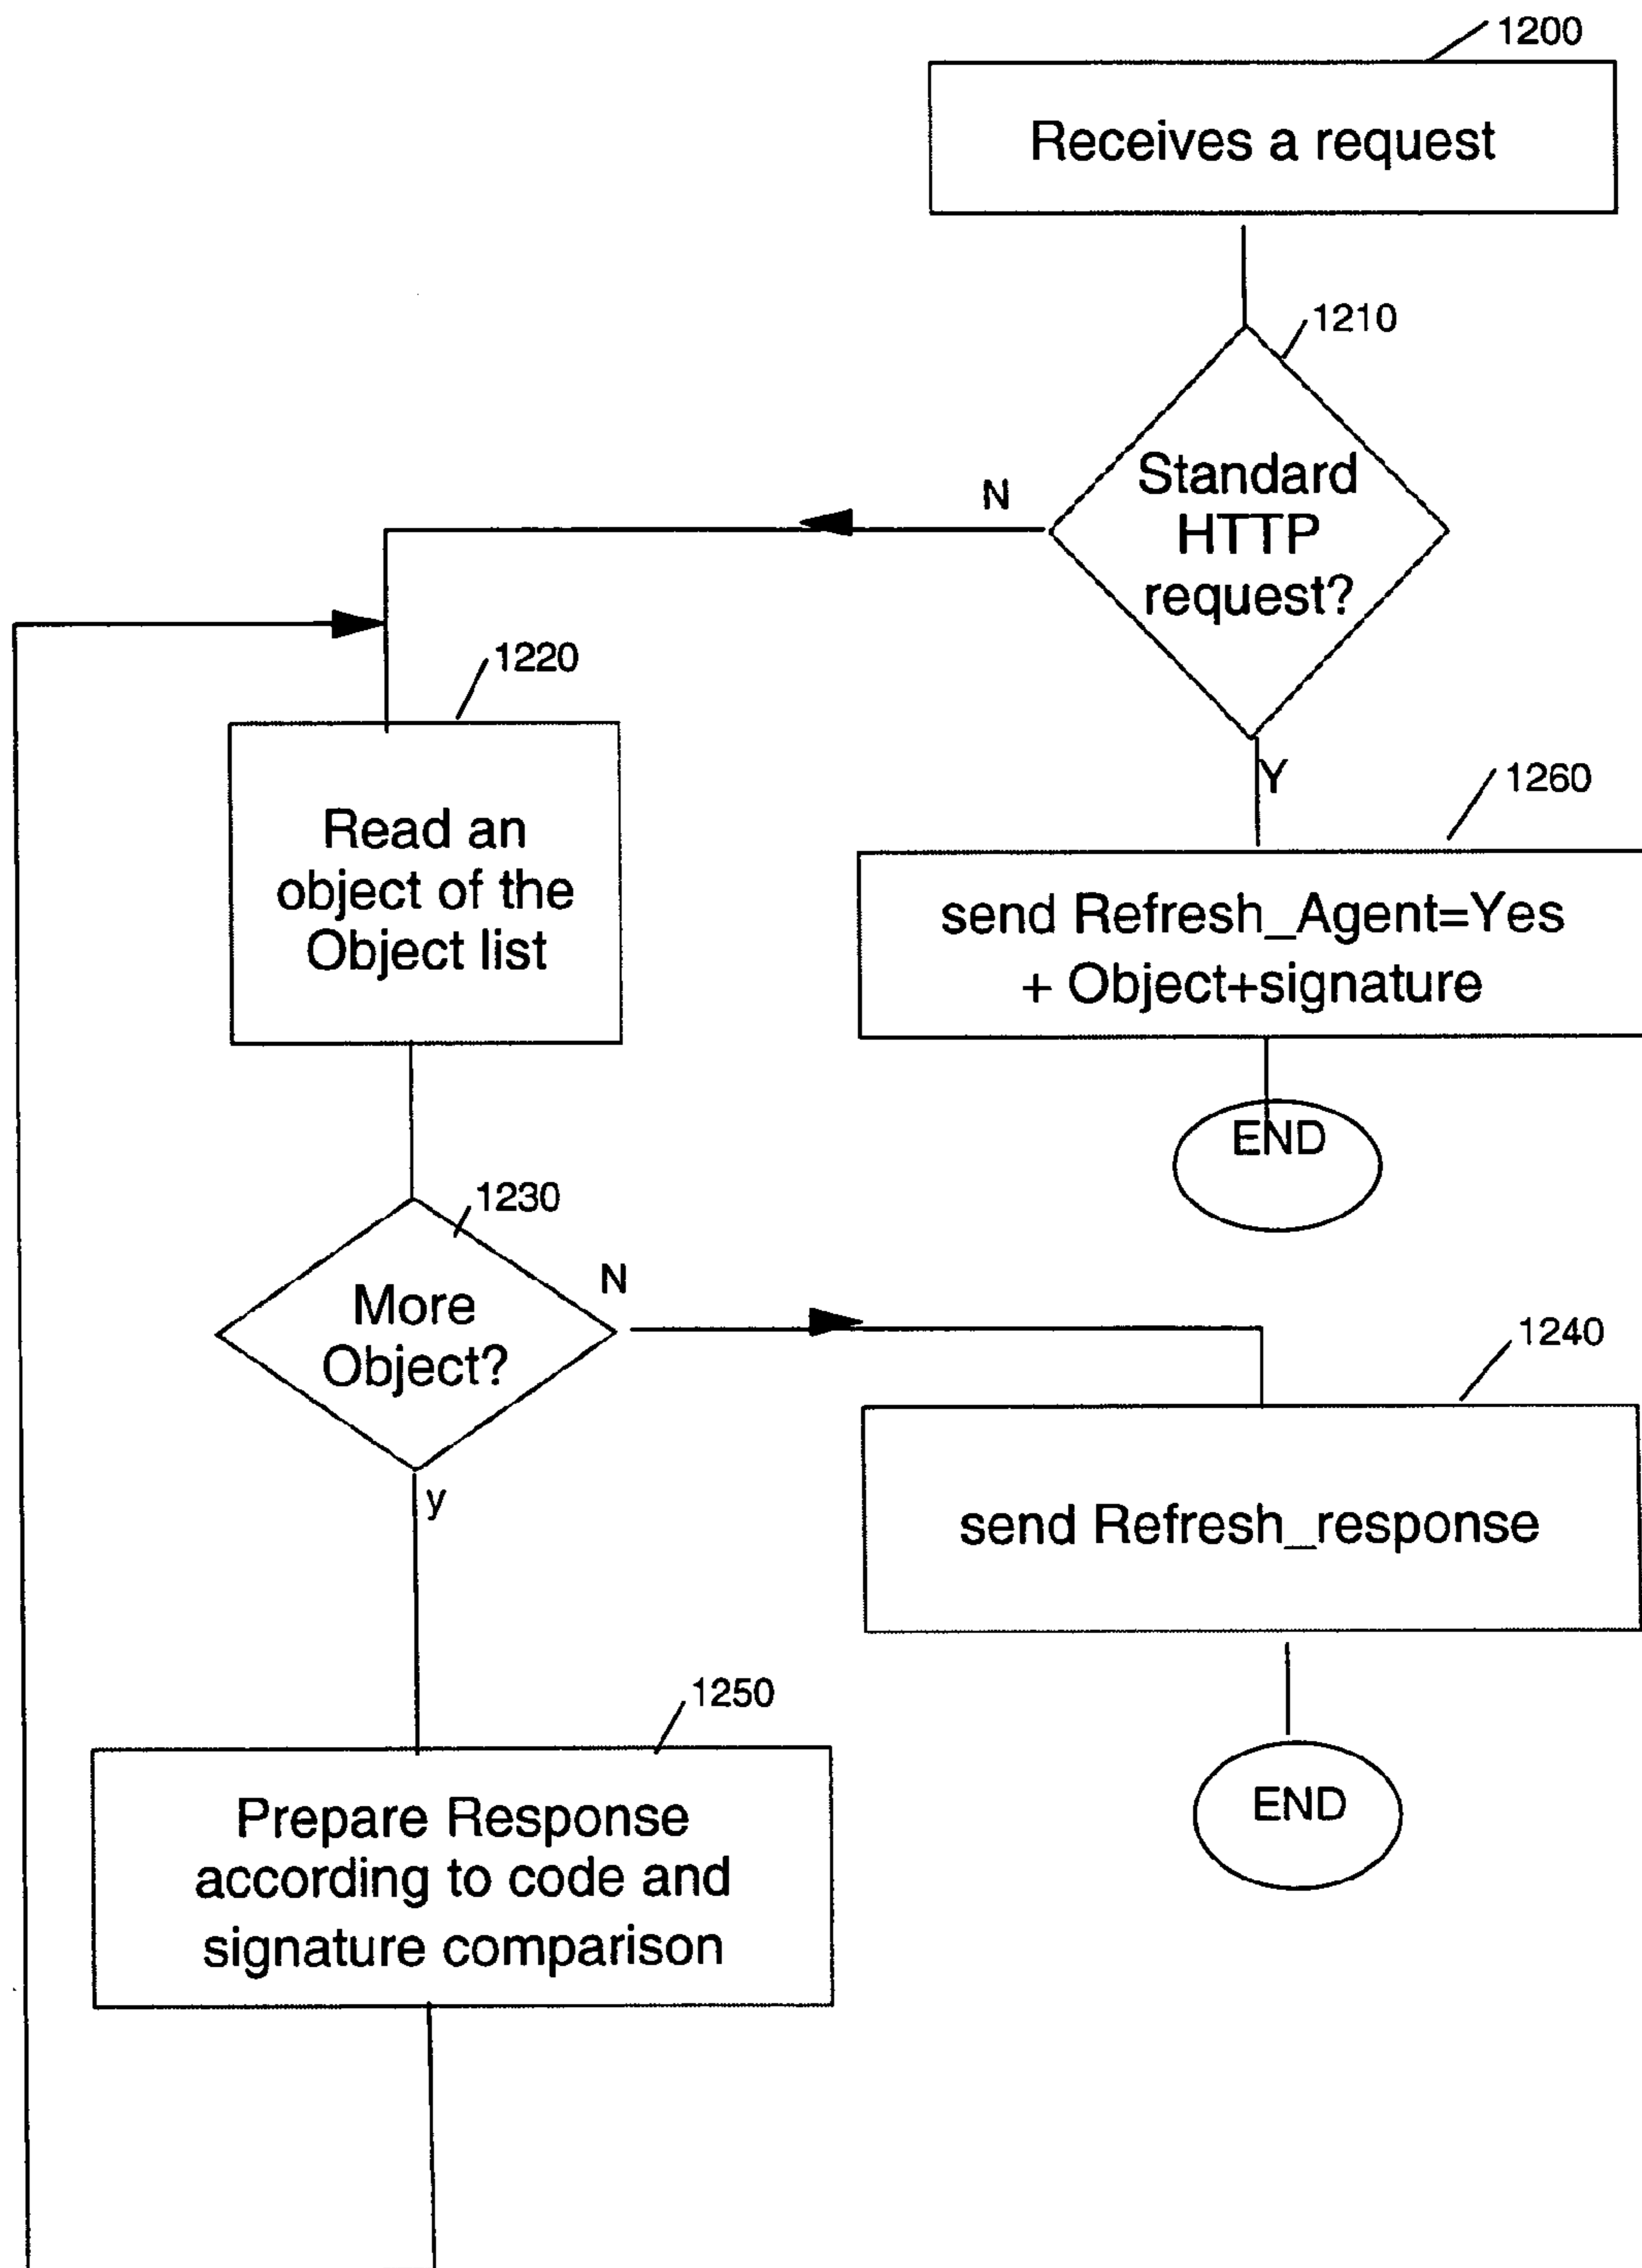 1200
Receives a request
1210
Standard
HTTP
request?
N
Y
1220
Read an
object of the
Object list
1260
send Refresh_Agent=Yes
+ Object+signature
END
1230
More
Object?
N
y
1240
send Refresh_response
END
1250
Prepare Response
according to code and
signature comparison